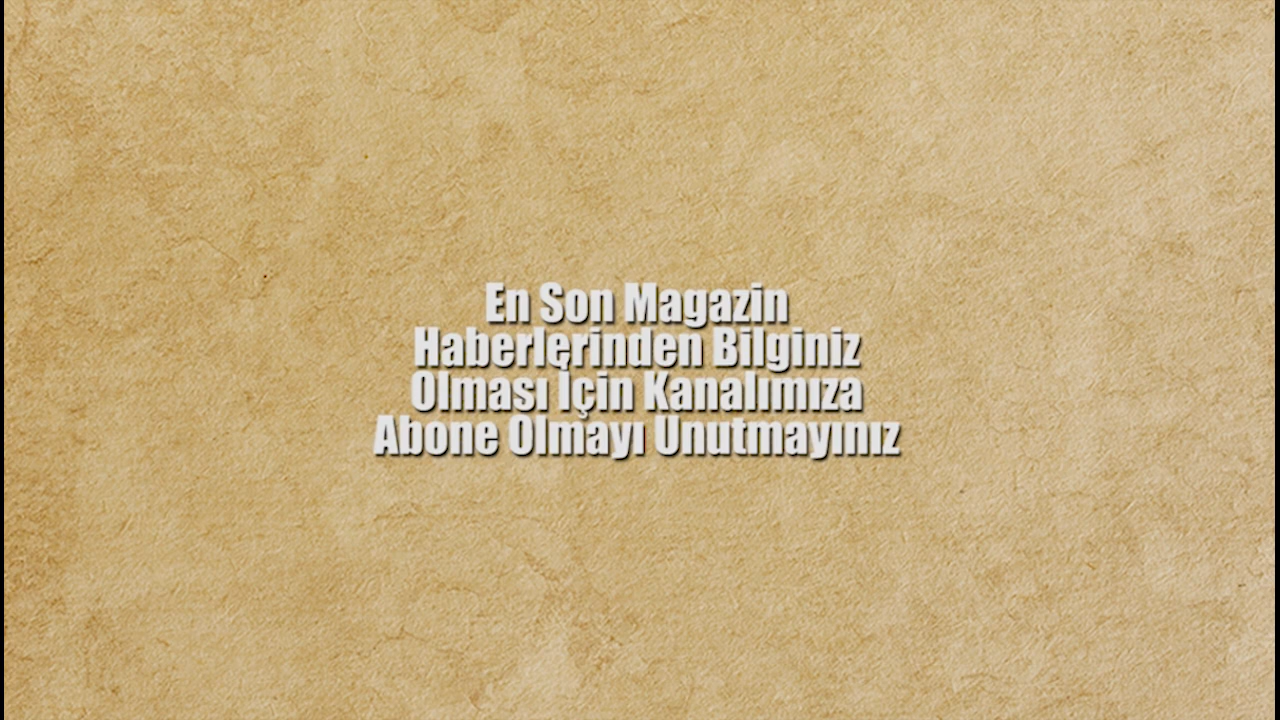 En Son Magazin
Haberlerinden Bilginiz
Olması İçin Kanalımıza
Abone Olmayı Unutmayınız